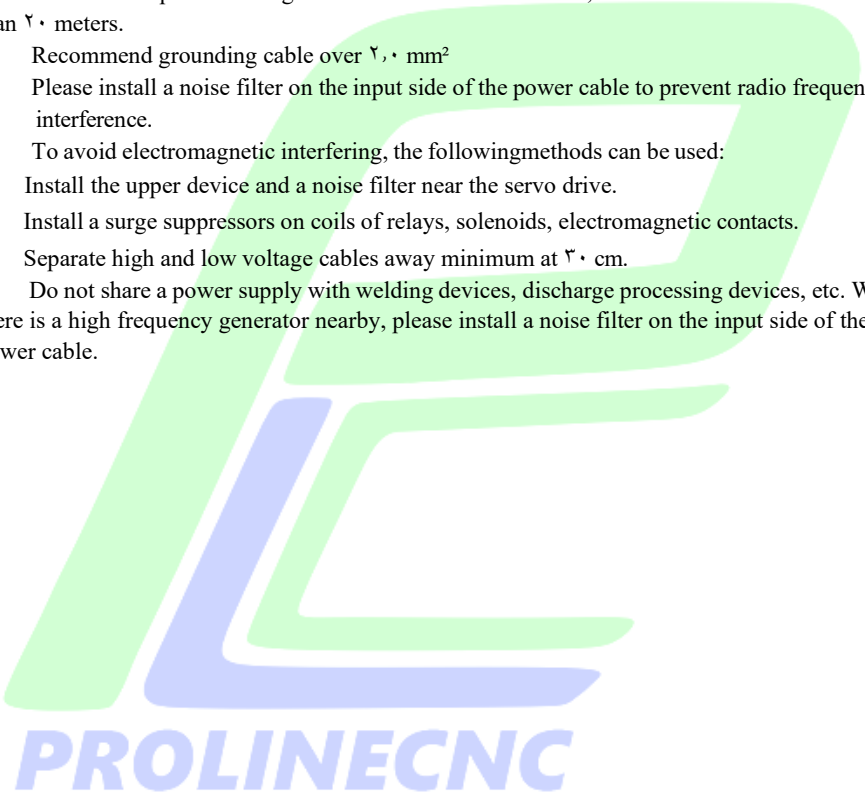 an ۲۰ meters.
Recommend grounding cable over ۲,۰ mm²
Please install a noise filter on the input side of the power cable to prevent radio frequen
interference.
To avoid electromagnetic interfering, the followingmethods can be used:
Install the upper device and a noise filter near the servo drive.
Install a surge suppressors on coils of relays, solenoids, electromagnetic contacts.
Separate high and low voltage cables away minimum at ۳۰ cm.
Do not share a power supply with welding devices, discharge processing devices, etc. W
ere is a high frequency generator nearby, please install a noise filter on the input side of the
wer cable.
PROLINECNC